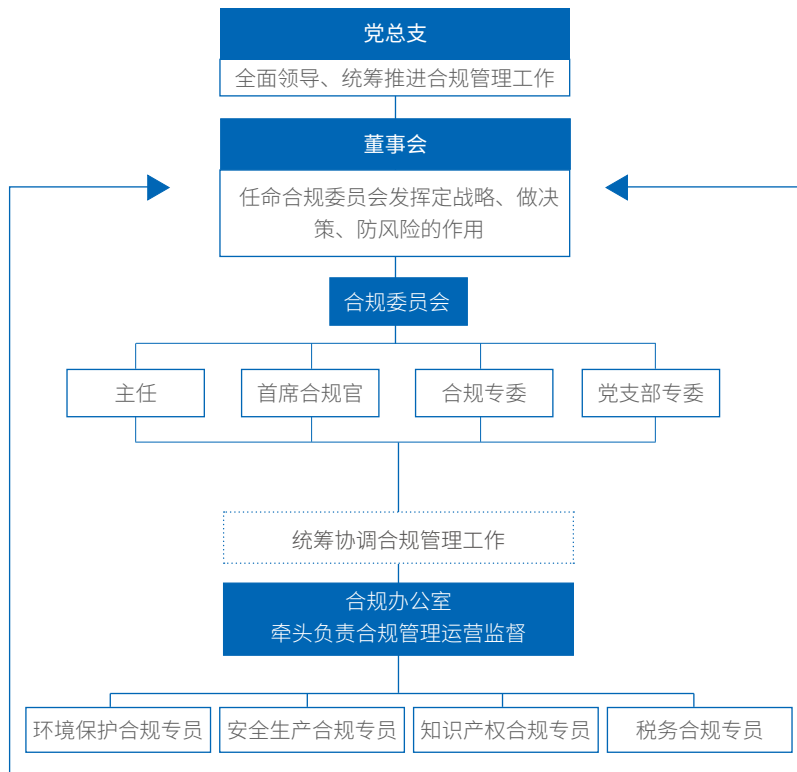 党总支
全面领导、统筹推进合规管理工作
董事会
任命合规委员会发挥定战略、做决
策、防风险的作用
合规委员会
主任
首席合规官
合规专委
党支部专委
统筹协调合规管理工作
合规办公室
牵头负责合规管理运营监督
环境保护合规专员
安全生产合规专员
知识产权合规专员
税务合规专员